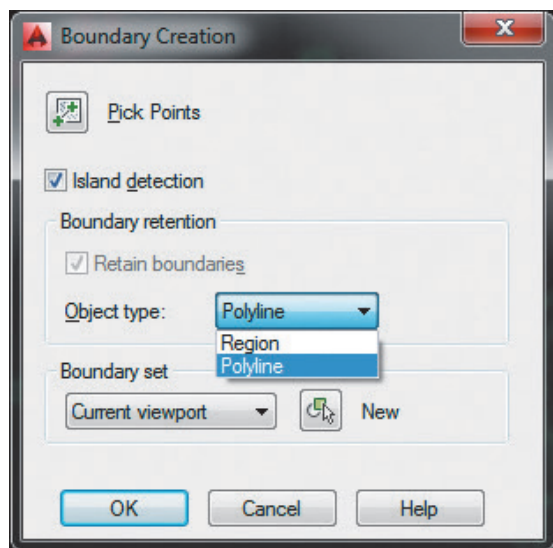 Boundary Creation
Pick Points
Island detection
Boundary retention
Retain boundaries
Object type: Polyline
Region
Polyline
Boundary set
Current viewport New
OK Cancel Help